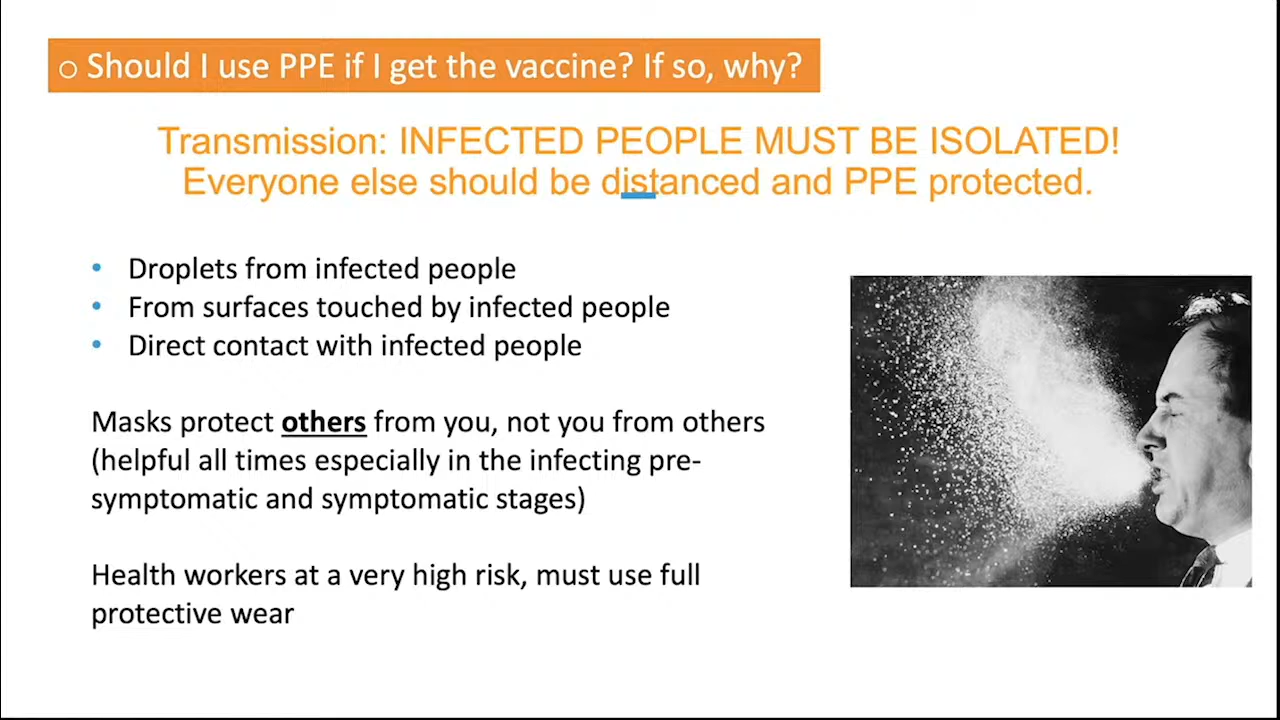 o Should I use PPE if I get the vaccine? If so, why?
Transmission: INFECTED PEOPLE MUST BE ISOLATED!
Everyone else should be distanced and PPE protected.
• Droplets from infected people
• From surfaces touched by infected people
• Direct contact with infected people
Masks protect others from you, not you from others
(helpful all times especially in the infecting pre-
symptomatic and symptomatic stages)
Health workers at a very high risk, must use full
protective wear